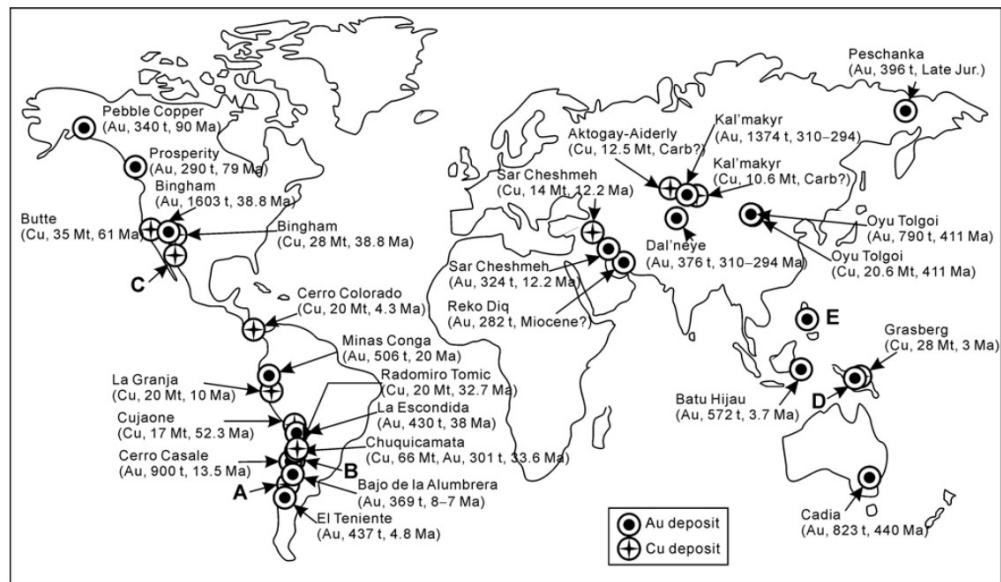 Peschanka
(Au, 396 t, Late Jur.)
Pebble Copper
(Au, 340 t, 90 Ma)
Kal'makyr
(Au, 1374 t, 310–294)
Aktogay-Aiderly
(Cu, 12.5 Mt, Carb?)
Prosperity
(Au, 290 t, 79 Ma)
Kal'makyr
(Cu, 10.6 Mt, Carb?)
Sar Cheshmeh
(Cu, 14 Mt, 12.2 Ma)
Bingham
(Au, 1603 t, 38.8 Ma)
Butte
(Cu, 35 Mt, 61 Ma)
Bingham
(Cu, 28 Mt, 38.8 Ma)
Oyu Tolgoi
(Au, 790 t, 411 Ma)
Dal'neye
(Au, 376 t, 310–294 Ma)
Oyu Tolgoi
(Cu, 20.6 Mt, 411 Ma)
Sar Cheshmeh
(Au, 324 t, 12.2 Ma)
C
Cerro Colorado
(Cu, 20 Mt, 4.3 Ma)
Reko Diq
(Au, 282 t, Miocene?)
E
Minas Conga
(Au, 506 t, 20 Ma)
Grasberg
(Cu, 28 Mt, 3 Ma)
La Granja
(Cu, 20 Mt, 10 Ma)
Radomiro Tomic
(Cu, 20 Mt, 32.7 Ma)
Batu Hijau
(Au, 572 t, 3.7 Ma)
D
Cujaone
(Cu, 17 Mt, 52.3 Ma)
La Escondida
(Au, 430 t, 38 Ma)
Chuquicamata
(Cu, 66 Mt, Au, 301 t, 33.6 Ma)
Cerro Casale
(Au, 900 t, 13.5 Ma)
B
A
Bajo de la Alumbrera
(Au, 369 t, 8–7 Ma)
El Teniente
(Au, 437 t, 4.8 Ma)
Cadia
(Au, 823 t, 440 Ma)
Au deposit
Cu deposit